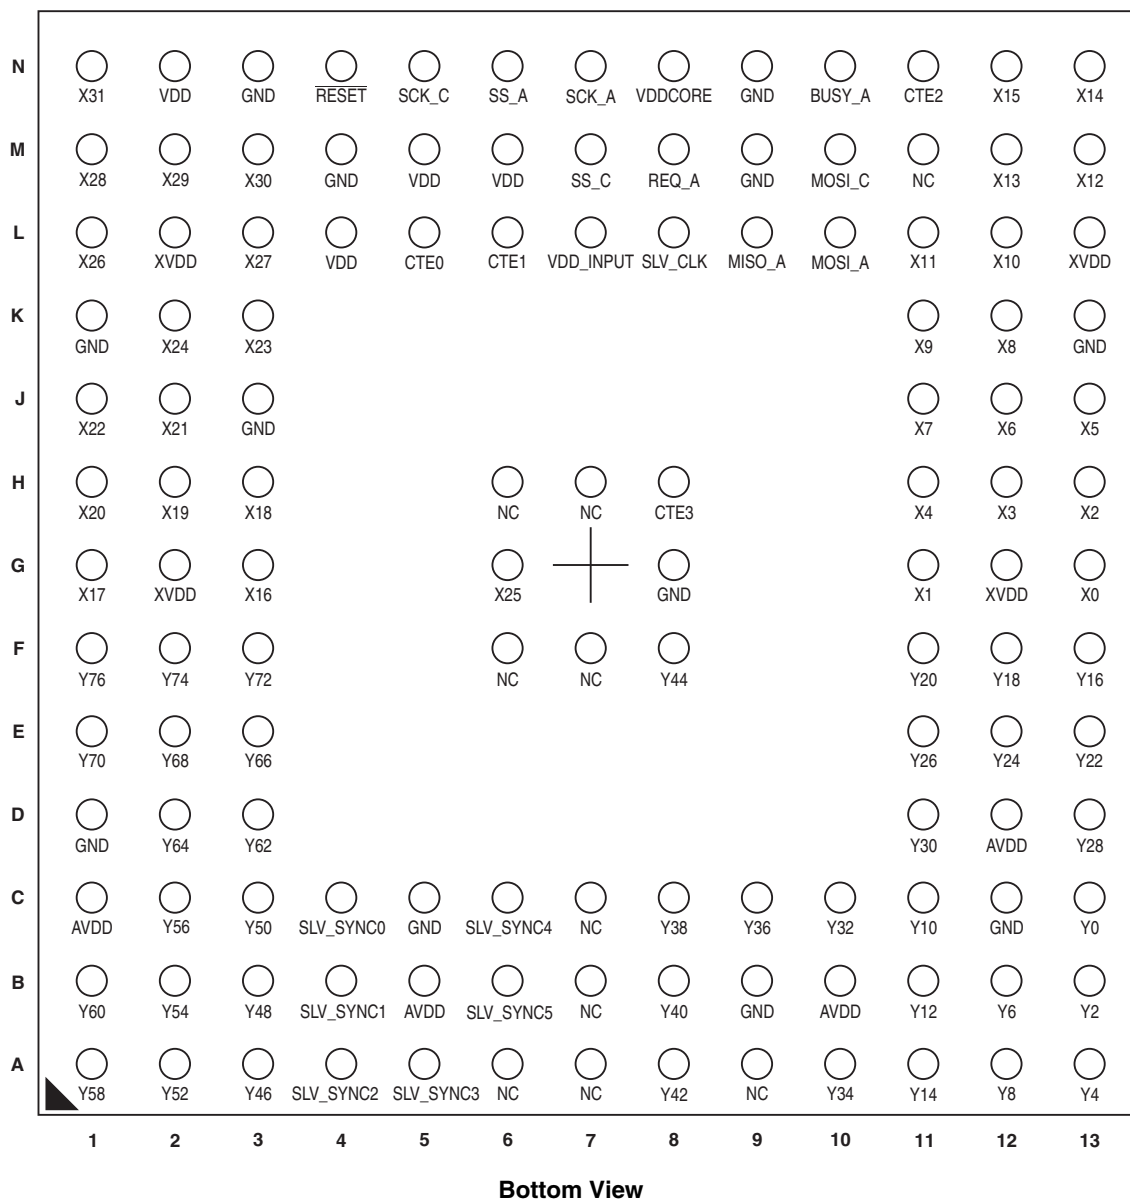 N
X31 VDD GND RESET SCK_C SS_A SCK_A VDDCORE GND BUSY_A CTE2 X15 X14
M
X28 X29 X30 GND VDD VDD SS_C REQ_A GND MOSI_C NC X13 X12
L
X26 XVDD X27 VDD CTE0 CTE1 VDD_INPUT SLV_CLK MISO_A MOSI_A X11 X10 XVDD
K
GND X24 X23 X9 X8 GND
J
X22 X21 GND X7 X6 X5
H
X20 X19 X18 NC NC CTE3 X4 X3 X2
G
X17 XVDD X16 X25 GND X1 XVDD X0
F
Y76 Y74 Y72 NC NC Y44 Y20 Y18 Y16
E
Y70 Y68 Y66 Y26 Y24 Y22
D
GND Y64 Y62 Y30 AVDD Y28
C
AVDD Y56 Y50 SLV_SYNC0 GND SLV_SYNC4 NC Y38 Y36 Y32 Y10 GND Y0
B
Y60 Y54 Y48 SLV_SYNC1 AVDD SLV_SYNC5 NC Y40 GND AVDD Y12 Y6 Y2
A
Y58 Y52 Y46 SLV_SYNC2 SLV_SYNC3 NC NC Y42 NC Y34 Y14 Y8 Y4
1 2 3 4 5 6 7 8 9 10 11 12 13
Bottom View